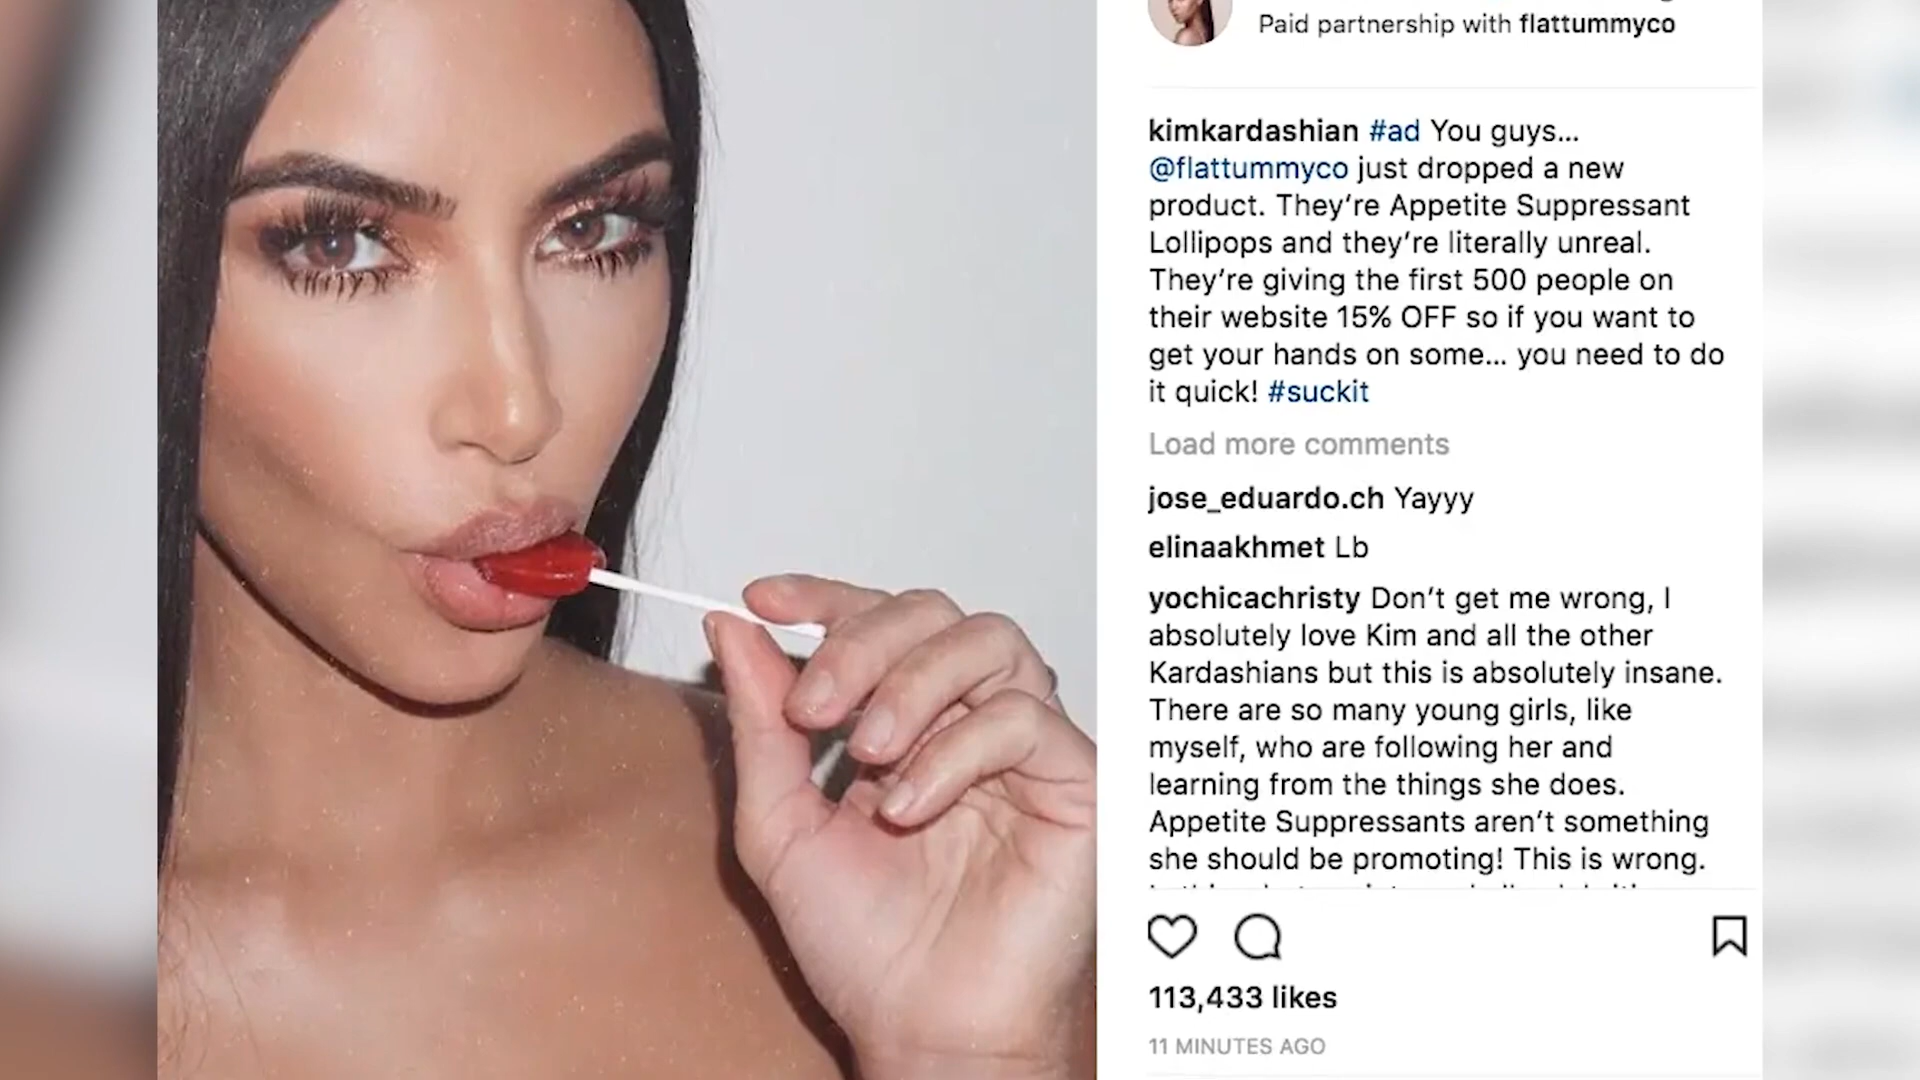 Paid partnership with flattummyco
kimkardashian #ad You guys...
@flattummyco just dropped a new
product. They're Appetite Suppressant
Lollipops and they're literally unreal.
They're giving the first 500 people on
their website 15% OFF so if you want to
get your hands on some... you need to do
it quick! #suckit
Load more comments
jose_eduardo.ch Yayyy
elinaakhmet Lb
yochicachristy Don't get me wrong, I
absolutely love Kim and all the other
Kardashians but this is absolutely insane.
There are so many young girls, like
myself, who are following her and
learning from the things she does.
Appetite Suppressants aren't something
she should be promoting! This is wrong.
113,433 likes
11 MINUTES AGO